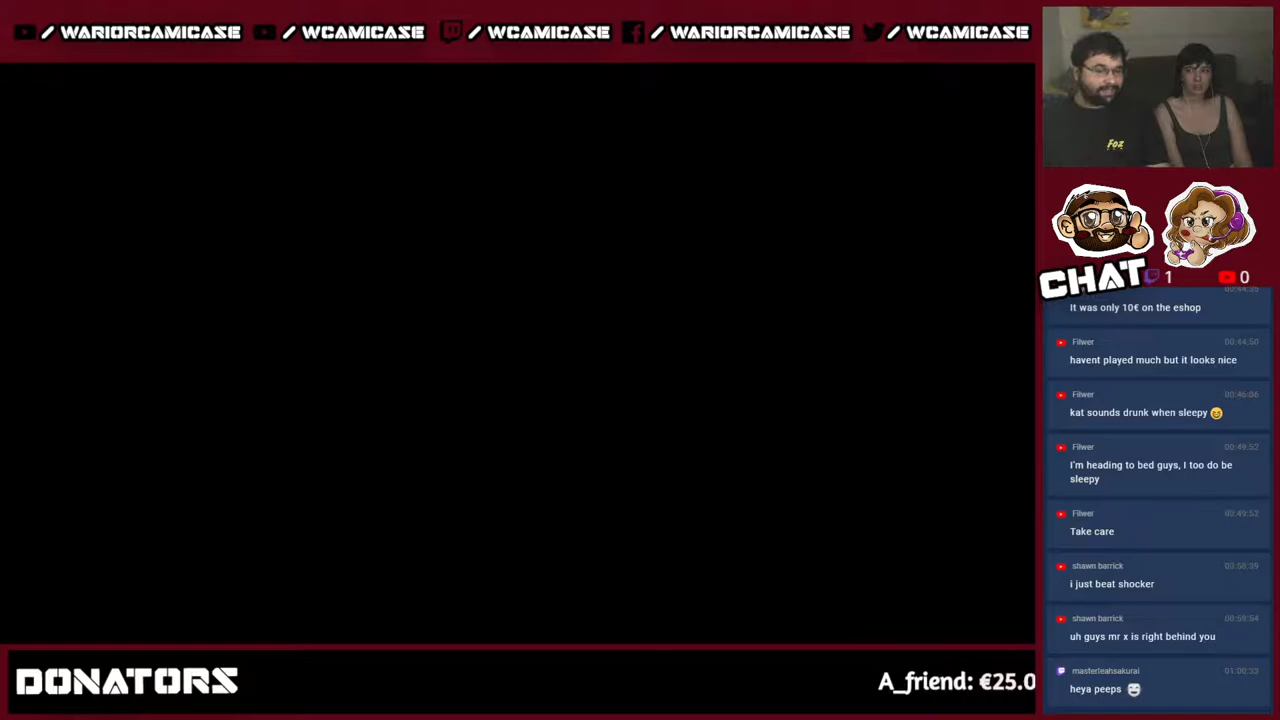 / WARIORCAMICASE / WCAMICASE / WCAMICASE / WARIORCAMICASE / WCAMICASE
Foz
CHAT 1 0
It was only 10€ on the eshop
Filwer 00:44:50
havent played much but it looks nice
Filwer 00:46:06
kat sounds drunk when sleepy
Filwer 00:49:52
I'm heading to bed guys, I too do be
sleepy
Filwer 00:49:52
Take care
shawn barrick 00:58:39
i just beat shocker
shawn barrick 00:59:54
uh guys mr x is right behind you
masterleahsakurai 01:00:33
heya peeps
DONATORS A_friend: €25.0